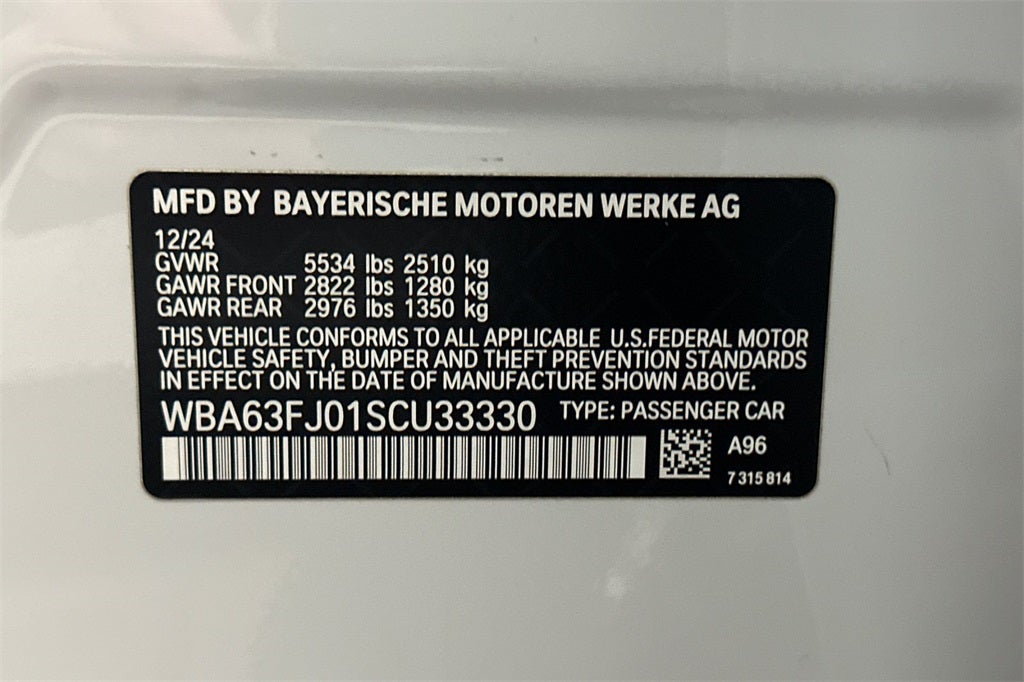 MFD BY BAYERISCHE MOTOREN WERKE AG
12/24
GVWR 5534 lbs 2510 kg
GAWR FRONT 2822 lbs 1280 kg
GAWR REAR 2976 lbs 1350 kg
THIS VEHICLE CONFORMS TO ALL APPLICABLE U.S.FEDERAL MOTOR
VEHICLE SAFETY, BUMPER AND THEFT PREVENTION STANDARDS
IN EFFECT ON THE DATE OF MANUFACTURE SHOWN ABOVE.
WBA63FJ01SCU33330 TYPE: PASSENGER CAR
A96
7 315 814